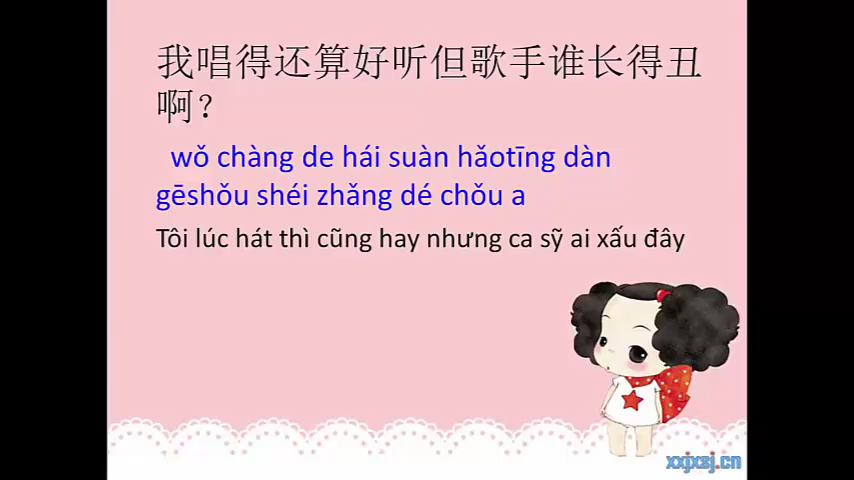 我唱得还算好听但歌手谁长得丑
啊？
wǒ chàng de hái suàn hǎotīng dàn
gēshǒu shéi zhǎng dé chǒu a
Tôi lúc hát thì cũng hay nhưng ca sỹ ai xấu đây
xxjxsj.cn